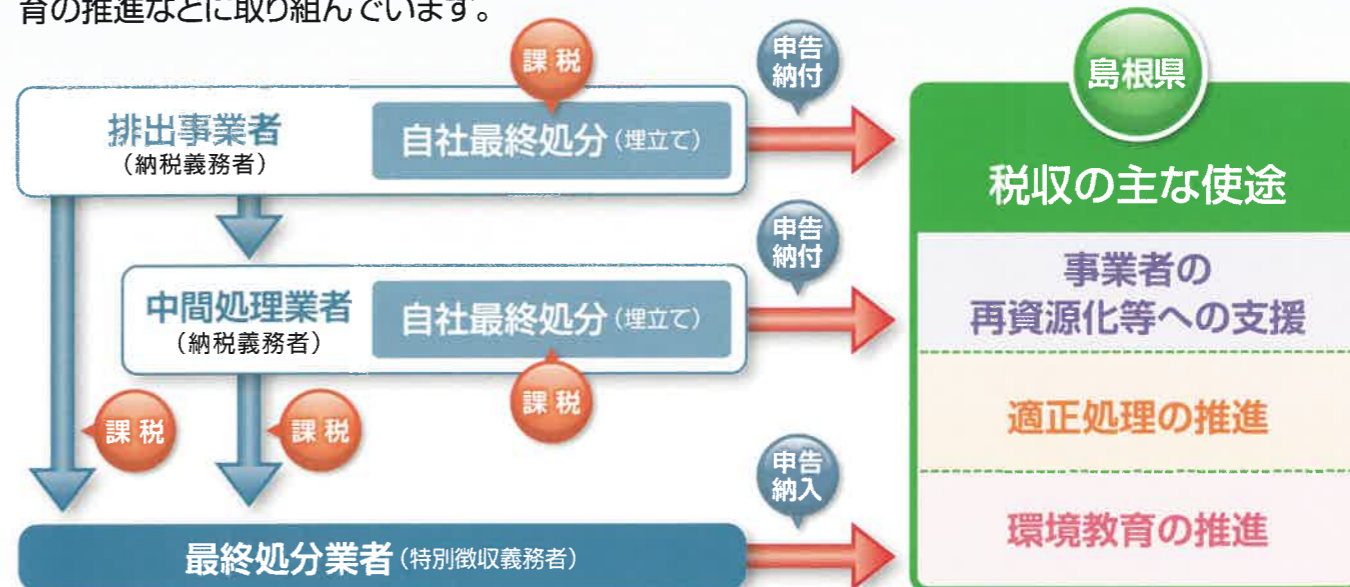 育の推進などに取り組んでいます。
課税
申告
納付
島根県
排出事業者
(納税義務者)
自社最終処分(埋立て)
税収の主な使途
申告
納付
事業者の
再資源化等への支援
中間処理業者
(納税義務者)
自社最終処分(埋立て)
課税
適正処理の推進
課税
課税
申告
納入
環境教育の推進
最終処分業者(特別徴収義務者)